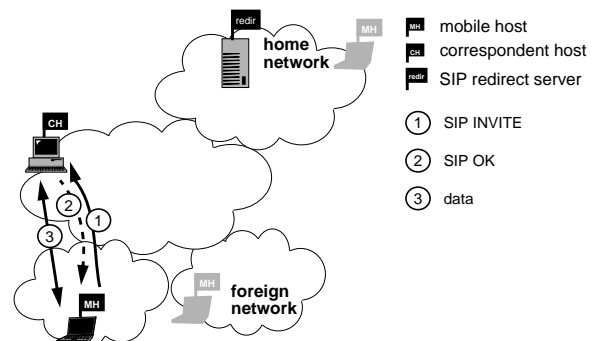 redir
MH
home
network
CH
2
1
3
MH
MH
foreign
network
MH mobile host
CH correspondent host
redir SIP redirect server
1 SIP INVITE
2 SIP OK
3 data